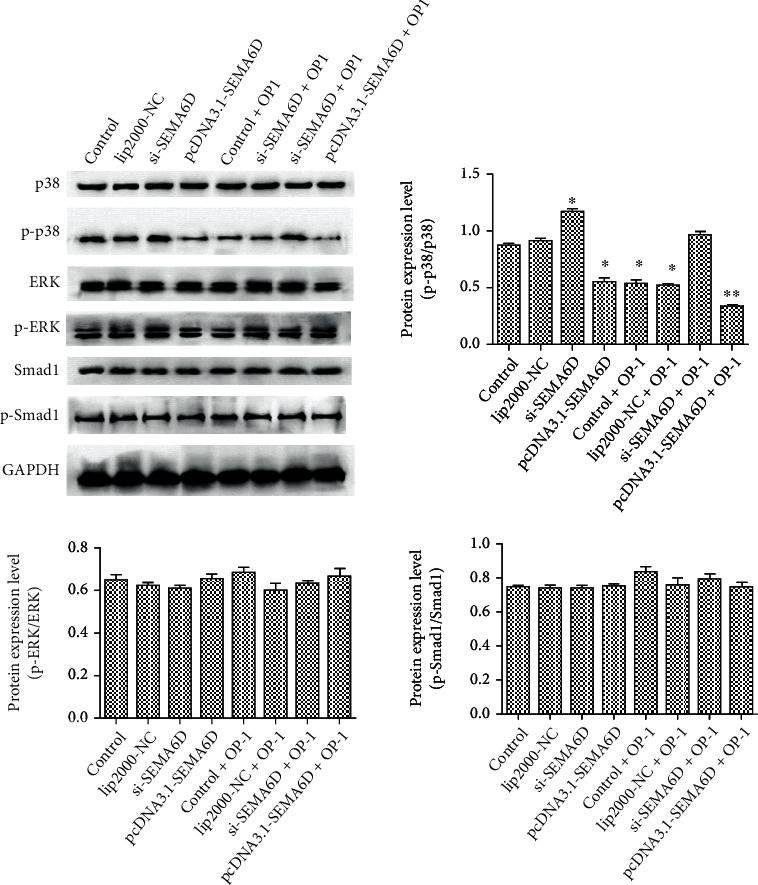 Control
lip2000-NC
si-SEMA6D
pcDNA3.1-SEMA6D
Control + OP1
si-SEMA6D + OP1
si-SEMA6D + OP1
pcDNA3.1-SEMA6D + OP1
p38
p-p38
ERK
p-ERK
Smad1
p-Smad1
GAPDH
Protein expression level
(p-p38/p38)
1.5
1.0
0.5
0.0
*
*
*
*
**
Control
lip2000-NC
si-SEMA6D
pcDNA3.1-SEMA6D
Control + OP-1
lip2000-NC + OP-1
si-SEMA6D + OP-1
pcDNA3.1-SEMA6D + OP-1
Protein expression level
(p-ERK/ERK)
0.8
0.6
0.4
0.2
0.0
Control
lip2000-NC
si-SEMA6D
pcDNA3.1-SEMA6D
Control + OP-1
lip2000-NC + OP-1
si-SEMA6D + OP-1
pcDNA3.1-SEMA6D + OP-1
Protein expression level
(p-Smad1/Smad1)
1.0
0.8
0.6
0.4
0.2
0.0
Control
lip2000-NC
si-SEMA6D
pcDNA3.1-SEMA6D
Control + OP-1
lip2000-NC + OP-1
si-SEMA6D + OP-1
pcDNA3.1-SEMA6D + OP-1